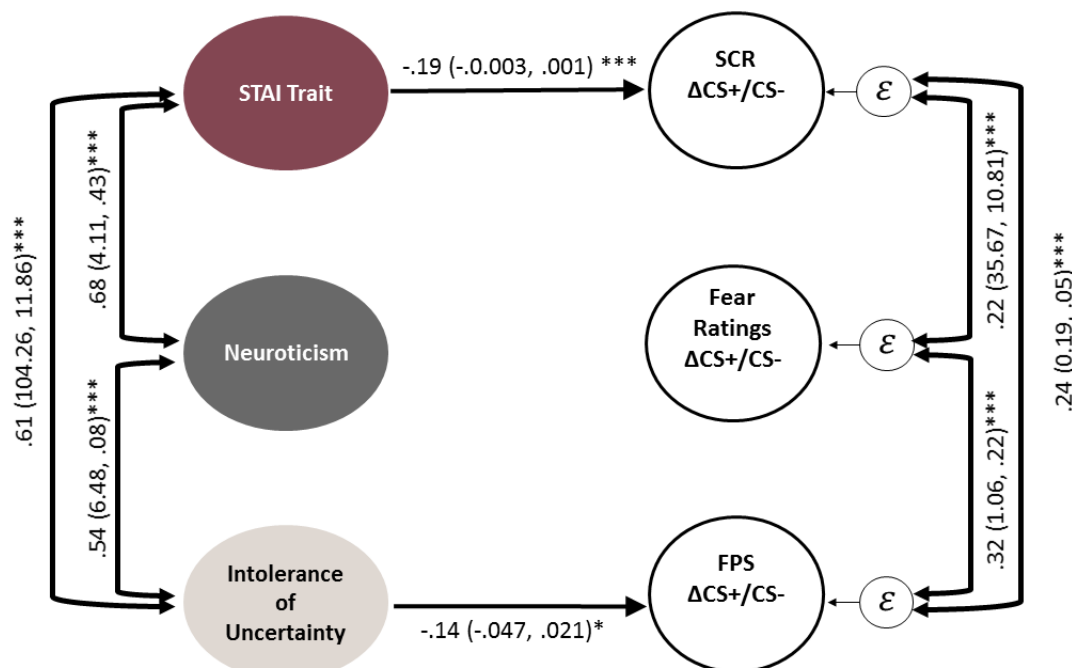 -.19 (-.0.003, .001) ***
STAI Trait
SCR
ΔCS+/CS-
ε
.61 (104.26, 11.86)***
.68 (4.11, .43)***
.22 (35.67, 10.81)***
.24 (0.19, .05)***
Neuroticism
Fear
Ratings
ΔCS+/CS-
ε
.54 (6.48, .08)***
.32 (1.06, .22)***
Intolerance
of
Uncertainty
FPS
ΔCS+/CS-
ε
-.14 (-.047, .021)*